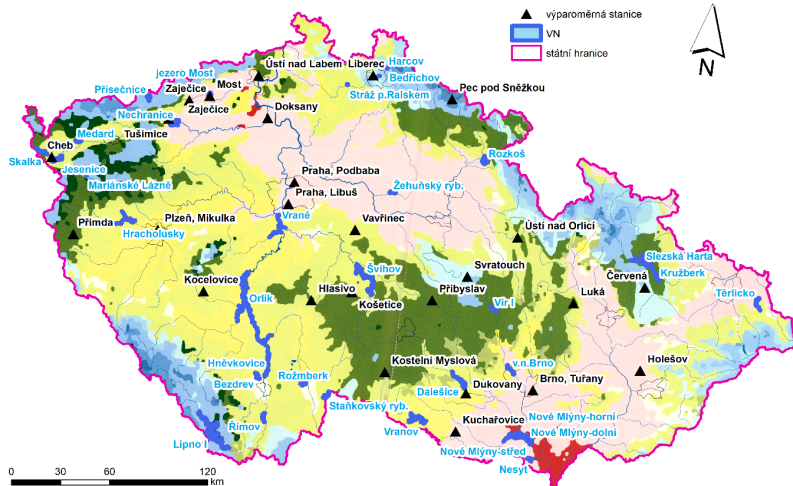 výparoměrná stanice
VN
státní hranice
N
Ústí nad Labem
Liberec
Harcov
Bedřichov
jezero Most
Zaječice
Most
Zaječice
Přísečnice
Stráž p.Ralskem
Pec pod Sněžkou
Nechranice
Tušimice
Doksany
Medard
Cheb
Skalka
Jesenice
Mariánské Lázně
Rozkoš
Praha, Podbaba
Praha, Libuš
Žehuňský ryb.
Vrané
Vavřinec
Přimda
Plzeň, Mikulka
Hracholusky
Ústí nad Orlicí
Slezská Harta
Kružberk
Červená
Těrlicko
Švihov
Svratouch
Kocelovice
Orlík
Hlasivo
Košetice
Přibyslav
Vír I
Luká
Hněvkovice
Bezdrev
Rožmberk
Kostelní Myslová
v.n.Brno
Holešov
Staňkovský ryb.
Dalešice
Dukovany
Brno, Tuřany
Římov
Lipno I
Vranov
Kuchařovice
Nové Mlýny-horní
Nové Mlýny-dolní
Nové Mlýny-střed
Nesyt
0 30 60 120
km